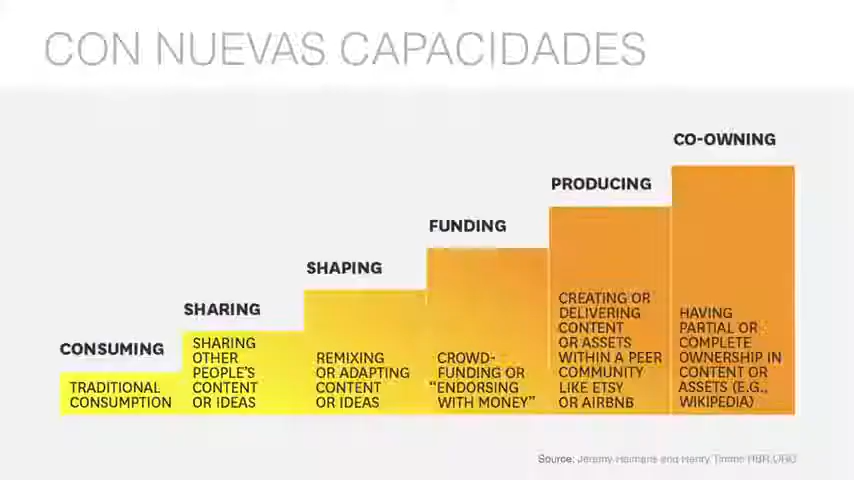 CON NUEVAS CAPACIDADES
CONSUMING
TRADITIONAL
CONSUMPTION
SHARING
SHARING
OTHER
PEOPLE'S
CONTENT
OR IDEAS
SHAPING
REMIXING
OR ADAPTING
CONTENT
OR IDEAS
FUNDING
CROWD-
FUNDING OR
“ENDORSING
WITH MONEY”
PRODUCING
CREATING OR
DELIVERING
CONTENT
OR ASSETS
WITHIN A PEER
COMMUNITY
LIKE ETSY
OR AIRBNB
CO-OWNING
HAVING
PARTIAL OR
COMPLETE
OWNERSHIP IN
CONTENT OR
ASSETS (E.G.,
WIKIPEDIA)
Source: Jeremy Heimans and Henry Timms HBR.ORG